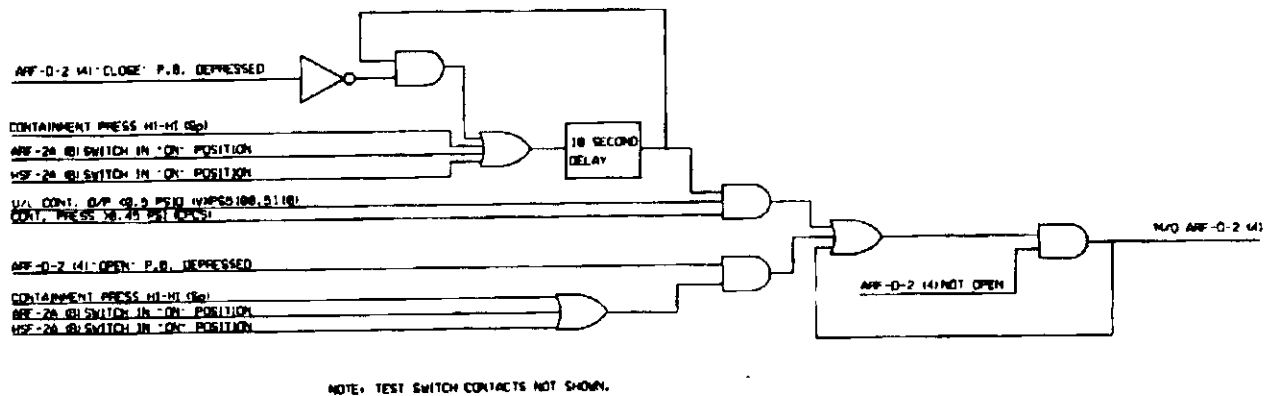 ARF-D-2 (4) "CLOSE" P.B. DEPRESSED
CONTAINMENT PRESS HI-HI (Sp)
ARF-2A (B) SWITCH IN "ON" POSITION
HSF-2A (B) SWITCH IN "ON" POSITION
10 SECOND
DELAY
U/L CONT. D/P
CONT. PRESS >0.45 PSI (CPCS)
M/O ARF-D-2 (4)
ARF-D-2 (4) "OPEN" P.B. DEPRESSED
ARF-D-2 (4) NOT OPEN
CONTAINMENT PRESS HI-HI (Sp)
ARF-2A (B) SWITCH IN "ON" POSITION
HSF-2A (B) SWITCH IN "ON" POSITION
NOTE: TEST SWITCH CONTACTS NOT SHOWN.